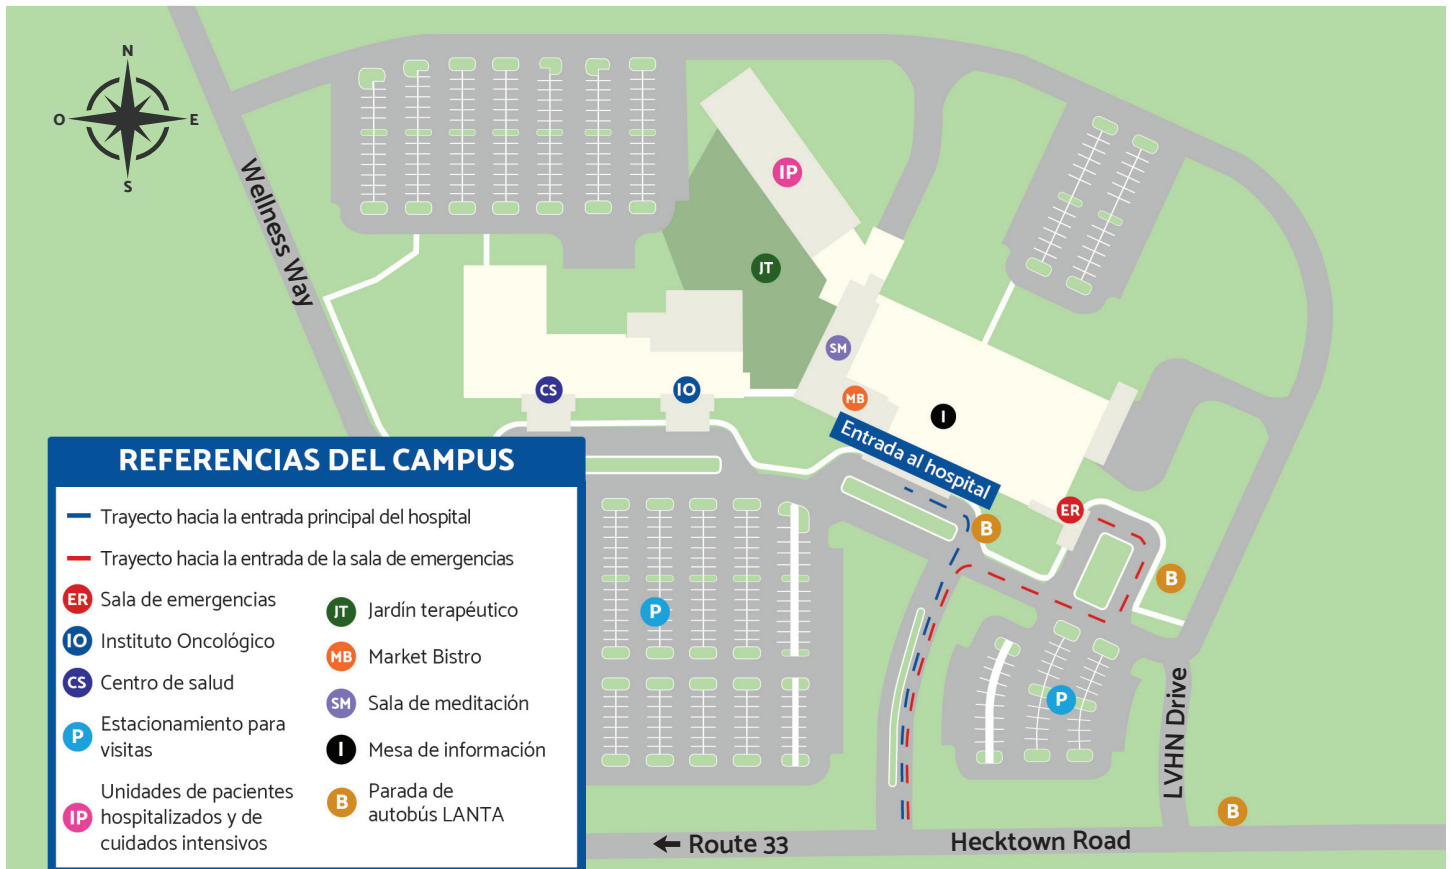 N
O
E
S
Wellness Way
IP
JT
SM
CS
IO
MB
I
Entrada al hospital
ER
B
B
P
P
LVHN Drive
B
← Route 33
Hecktown Road
REFERENCIAS DEL CAMPUS
Trayecto hacia la entrada principal del hospital
Trayecto hacia la entrada de la sala de emergencias
ER Sala de emergencias
IO Instituto Oncológico
CS Centro de salud
P Estacionamiento para
visitas
IP Unidades de pacientes
hospitalizados y de
cuidados intensivos
JT Jardín terapéutico
MB Market Bistro
SM Sala de meditación
I Mesa de información
B Parada de
autobús LANTA